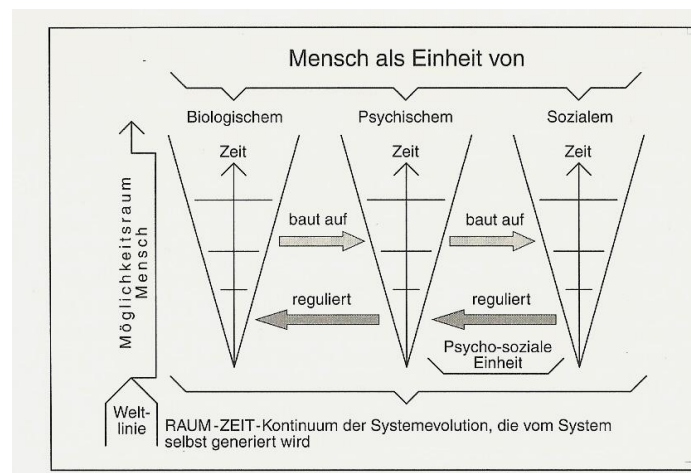 Mensch als Einheit von
Biologischem Psychischem Sozialem
Zeit Zeit Zeit
baut auf baut auf
reguliert reguliert
Psycho-soziale
Einheit
Möglichkeitsraum
Mensch
Welt-
linie
RAUM-ZEIT-Kontinuum der Systemevolution, die vom System
selbst generiert wird